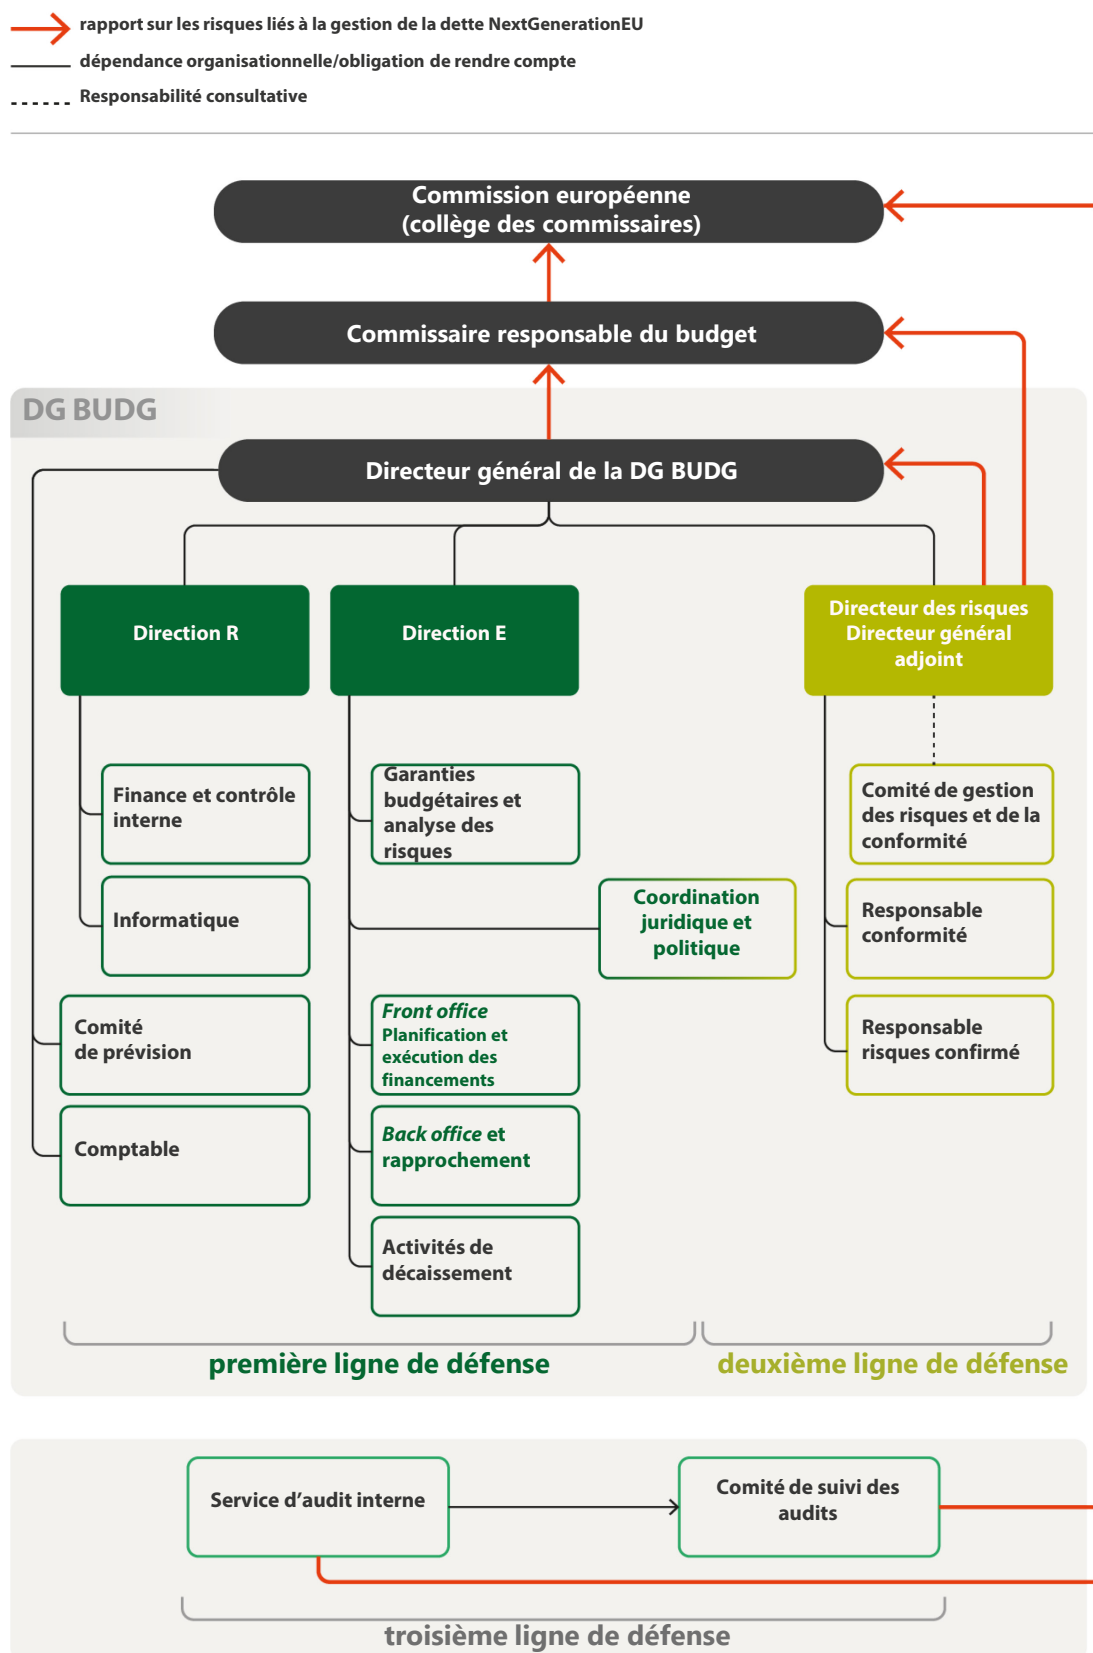 rapport sur les risques liés à la gestion de la dette NextGenerationEU
dépendance organisationnelle/obligation de rendre compte
Responsabilité consultative
Commission européenne
(collège des commissaires)
Commissaire responsable du budget
DG BUDG
Directeur général de la DG BUDG
Direction R
Direction E
Directeur des risques
Directeur général
adjoint
Finance et contrôle
interne
Informatique
Comité
de prévision
Comptable
Garanties
budgétaires et
analyse des
risques
Coordination
juridique et
politique
Front office
Planification et
exécution des
financements
Back office et
rapprochement
Activités de
décaissement
Comité de gestion
des risques et de la
conformité
Responsable
conformité
Responsable
risques confirmé
première ligne de défense
deuxième ligne de défense
Service d’audit interne
Comité de suivi des
audits
troisième ligne de défense